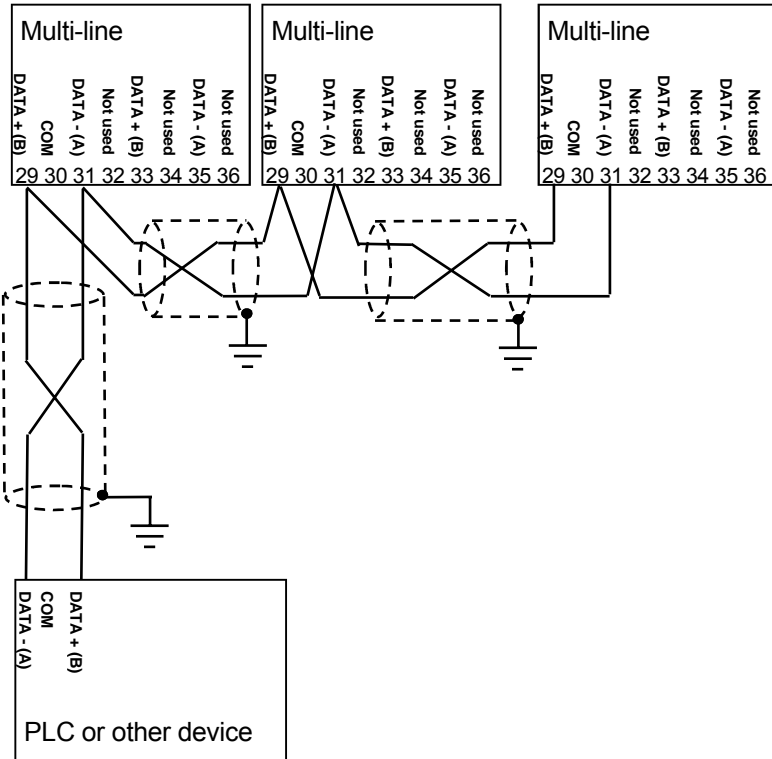 Multi-line
DATA + (B)
COM
DATA - (A)
Not used
DATA + (B)
Not used
DATA - (A)
Not used
29 30 31 32 33 34 35 36
Multi-line
DATA + (B)
COM
DATA - (A)
Not used
DATA + (B)
Not used
DATA - (A)
Not used
29 30 31 32 33 34 35 36
Multi-line
DATA + (B)
COM
DATA - (A)
Not used
DATA + (B)
Not used
DATA - (A)
Not used
29 30 31 32 33 34 35 36
DATA - (A)
COM
DATA + (B)
PLC or other device